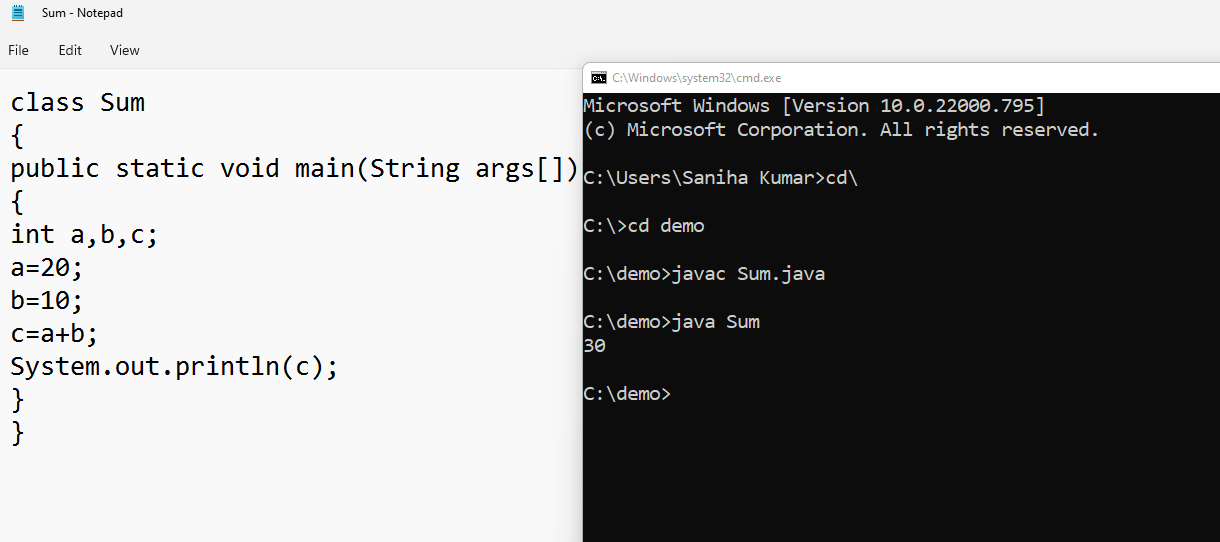 Sum - Notepad
File Edit View
class Sum
{
public static void main(String args[])
{
int a,b,c;
a=20;
b=10;
c=a+b;
System.out.println(c);
}
}
C:\Windows\system32\cmd.exe
Microsoft Windows [Version 10.0.22000.795]
(c) Microsoft Corporation. All rights reserved.
C:\Users\Saniha Kumar>cd\
C:\>cd demo
C:\demo>javac Sum.java
C:\demo>java Sum
30
C:\demo>